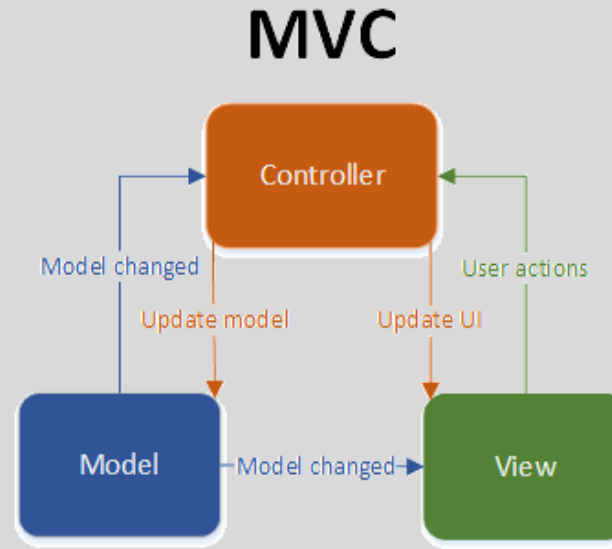 MVC
Controller
Model changed
User actions
Update model
Update UI
Model
Model changed
View